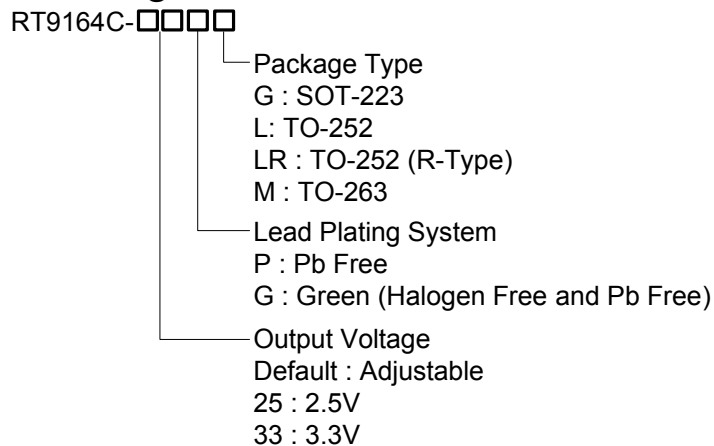 RT9164C-□□□□
Package Type
G : SOT-223
L: TO-252
LR : TO-252 (R-Type)
M : TO-263
Lead Plating System
P : Pb Free
G : Green (Halogen Free and Pb Free)
Output Voltage
Default : Adjustable
25 : 2.5V
33 : 3.3V